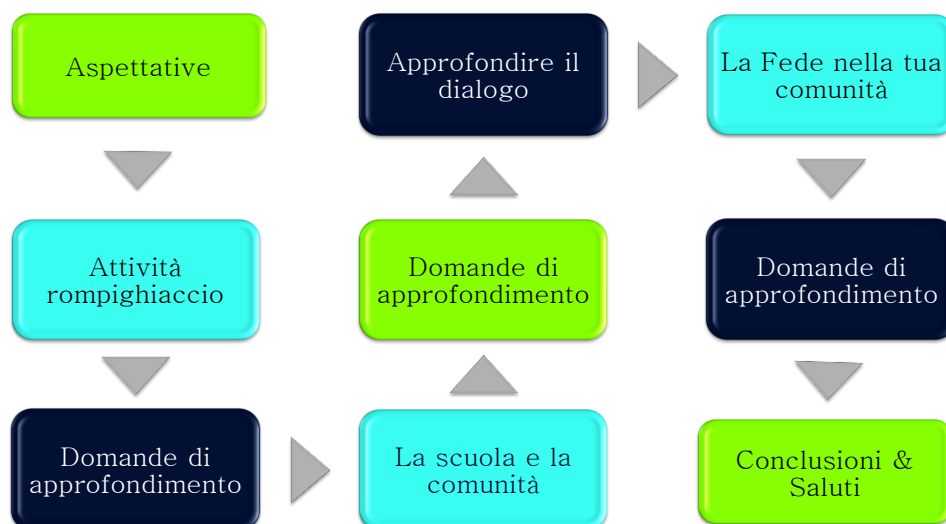 Aspettative
Attività
rompighiaccio
Domande di
approfondimento
La scuola e la
comunità
Domande di
approfondimento
Approfondire il
dialogo
La Fede nella tua
comunità
Domande di
approfondimento
Conclusioni &
Saluti